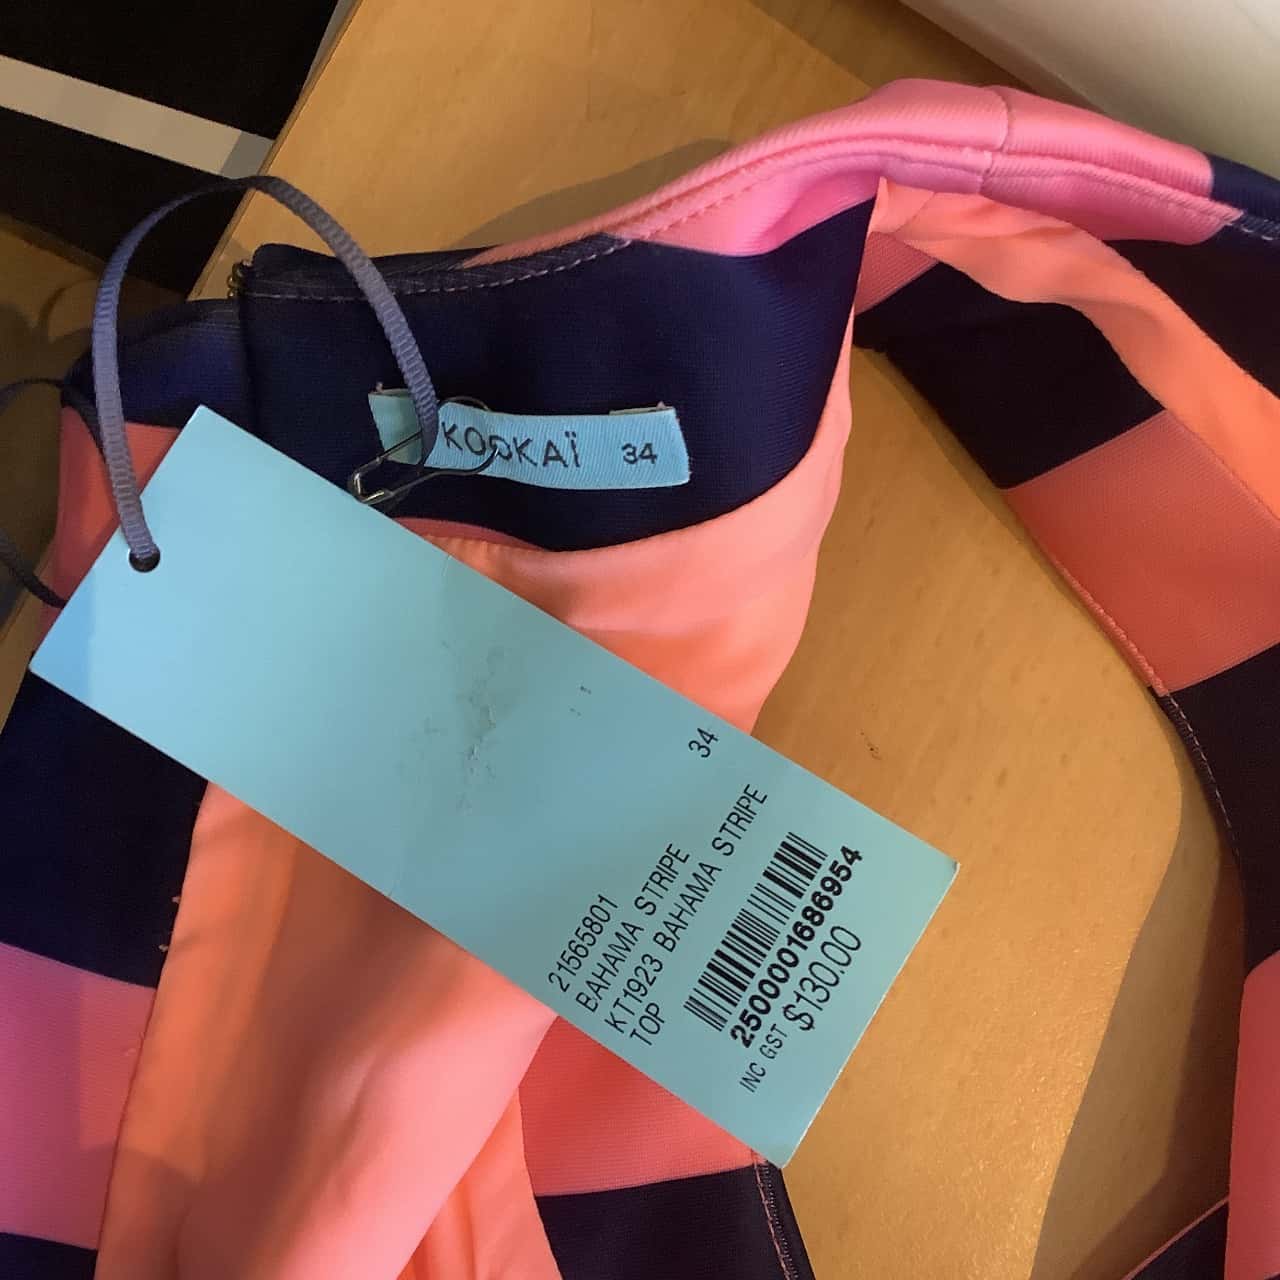 KOOKAÏ 34
34
21565801
BAHAMA STRIPE
KT1923 BAHAMA STRIPE
TOP
2500001686954
INC GST $130.00